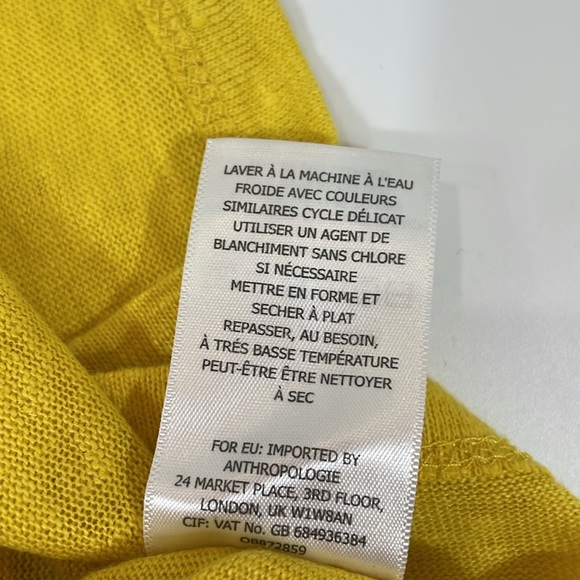 LAVER À LA MACHINE À L'EAU
FROIDE AVEC COULEURS
SIMILAIRES CYCLE DÉLICAT
UTILISER UN AGENT DE
BLANCHIMENT SANS CHLORE
SI NÉCESSAIRE
METTRE EN FORME ET
SECHER À PLAT
REPASSER, AU BESOIN,
À TRÉS BASSE TEMPÉRATURE
PEUT-ÊTRE ÊTRE NETTOYER
À SEC
FOR EU: IMPORTED BY
ANTHROPOLOGIE
24 MARKET PLACE, 3RD FLOOR,
LONDON, UK W1W8AN
CIF: VAT No. GB 684936384
OB872859